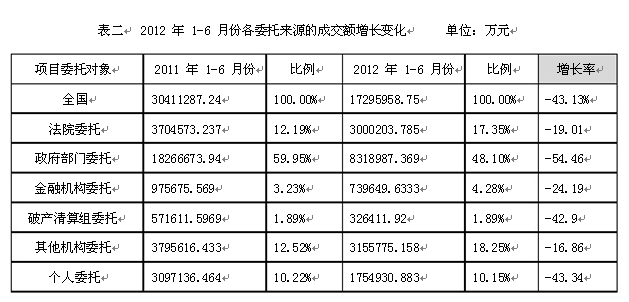 表二 2012 年 1-6 月份各委托来源的成交额增长变化 单位：万元
项目委托对象 2011 年 1-6 月份 比例 2012 年 1-6 月份 比例 增长率
全国 30411287.24 100.00% 17295958.75 100.00% -43.13%
法院委托 3704573.237 12.19% 3000203.785 17.35% -19.01
政府部门委托 18266673.94 59.95% 8318987.369 48.10% -54.46
金融机构委托 975675.569 3.23% 739649.6333 4.28% -24.19
破产清算组委托 571611.5969 1.89% 326411.92 1.89% -42.9
其他机构委托 3795616.433 12.52% 3155775.158 18.25% -16.86
个人委托 3097136.464 10.22% 1754930.883 10.15% -43.34